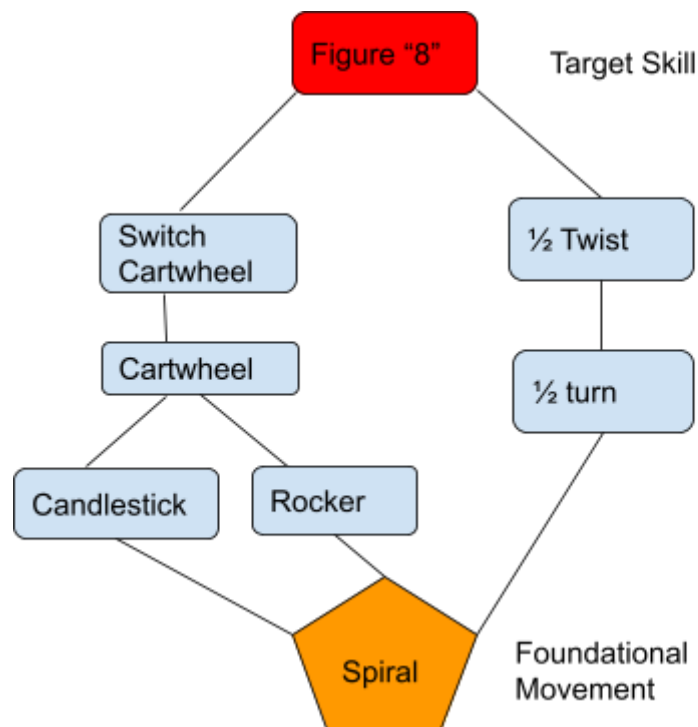 Figure “8”
Target Skill
Switch
Cartwheel
½ Twist
Cartwheel
½ turn
Candlestick
Rocker
Spiral
Foundational
Movement